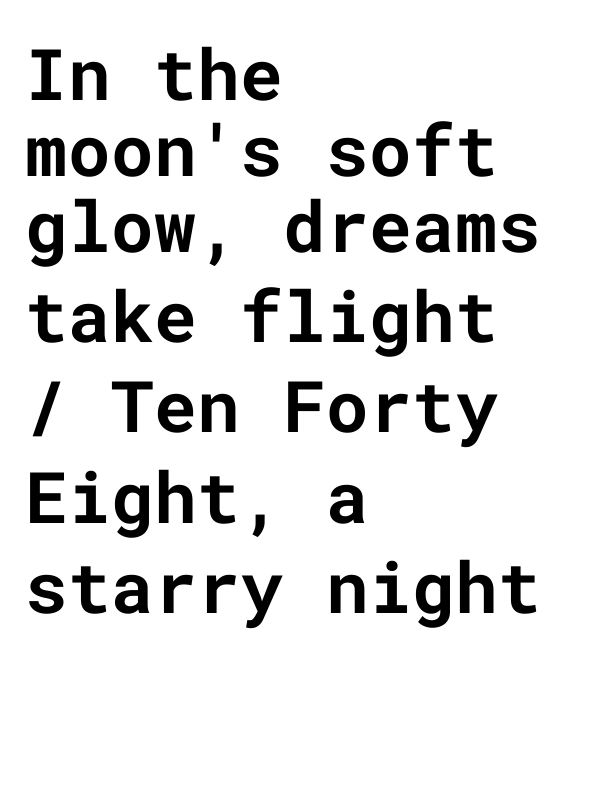 In the
moon's soft
glow, dreams
take flight
/ Ten Forty
Eight, a
starry night